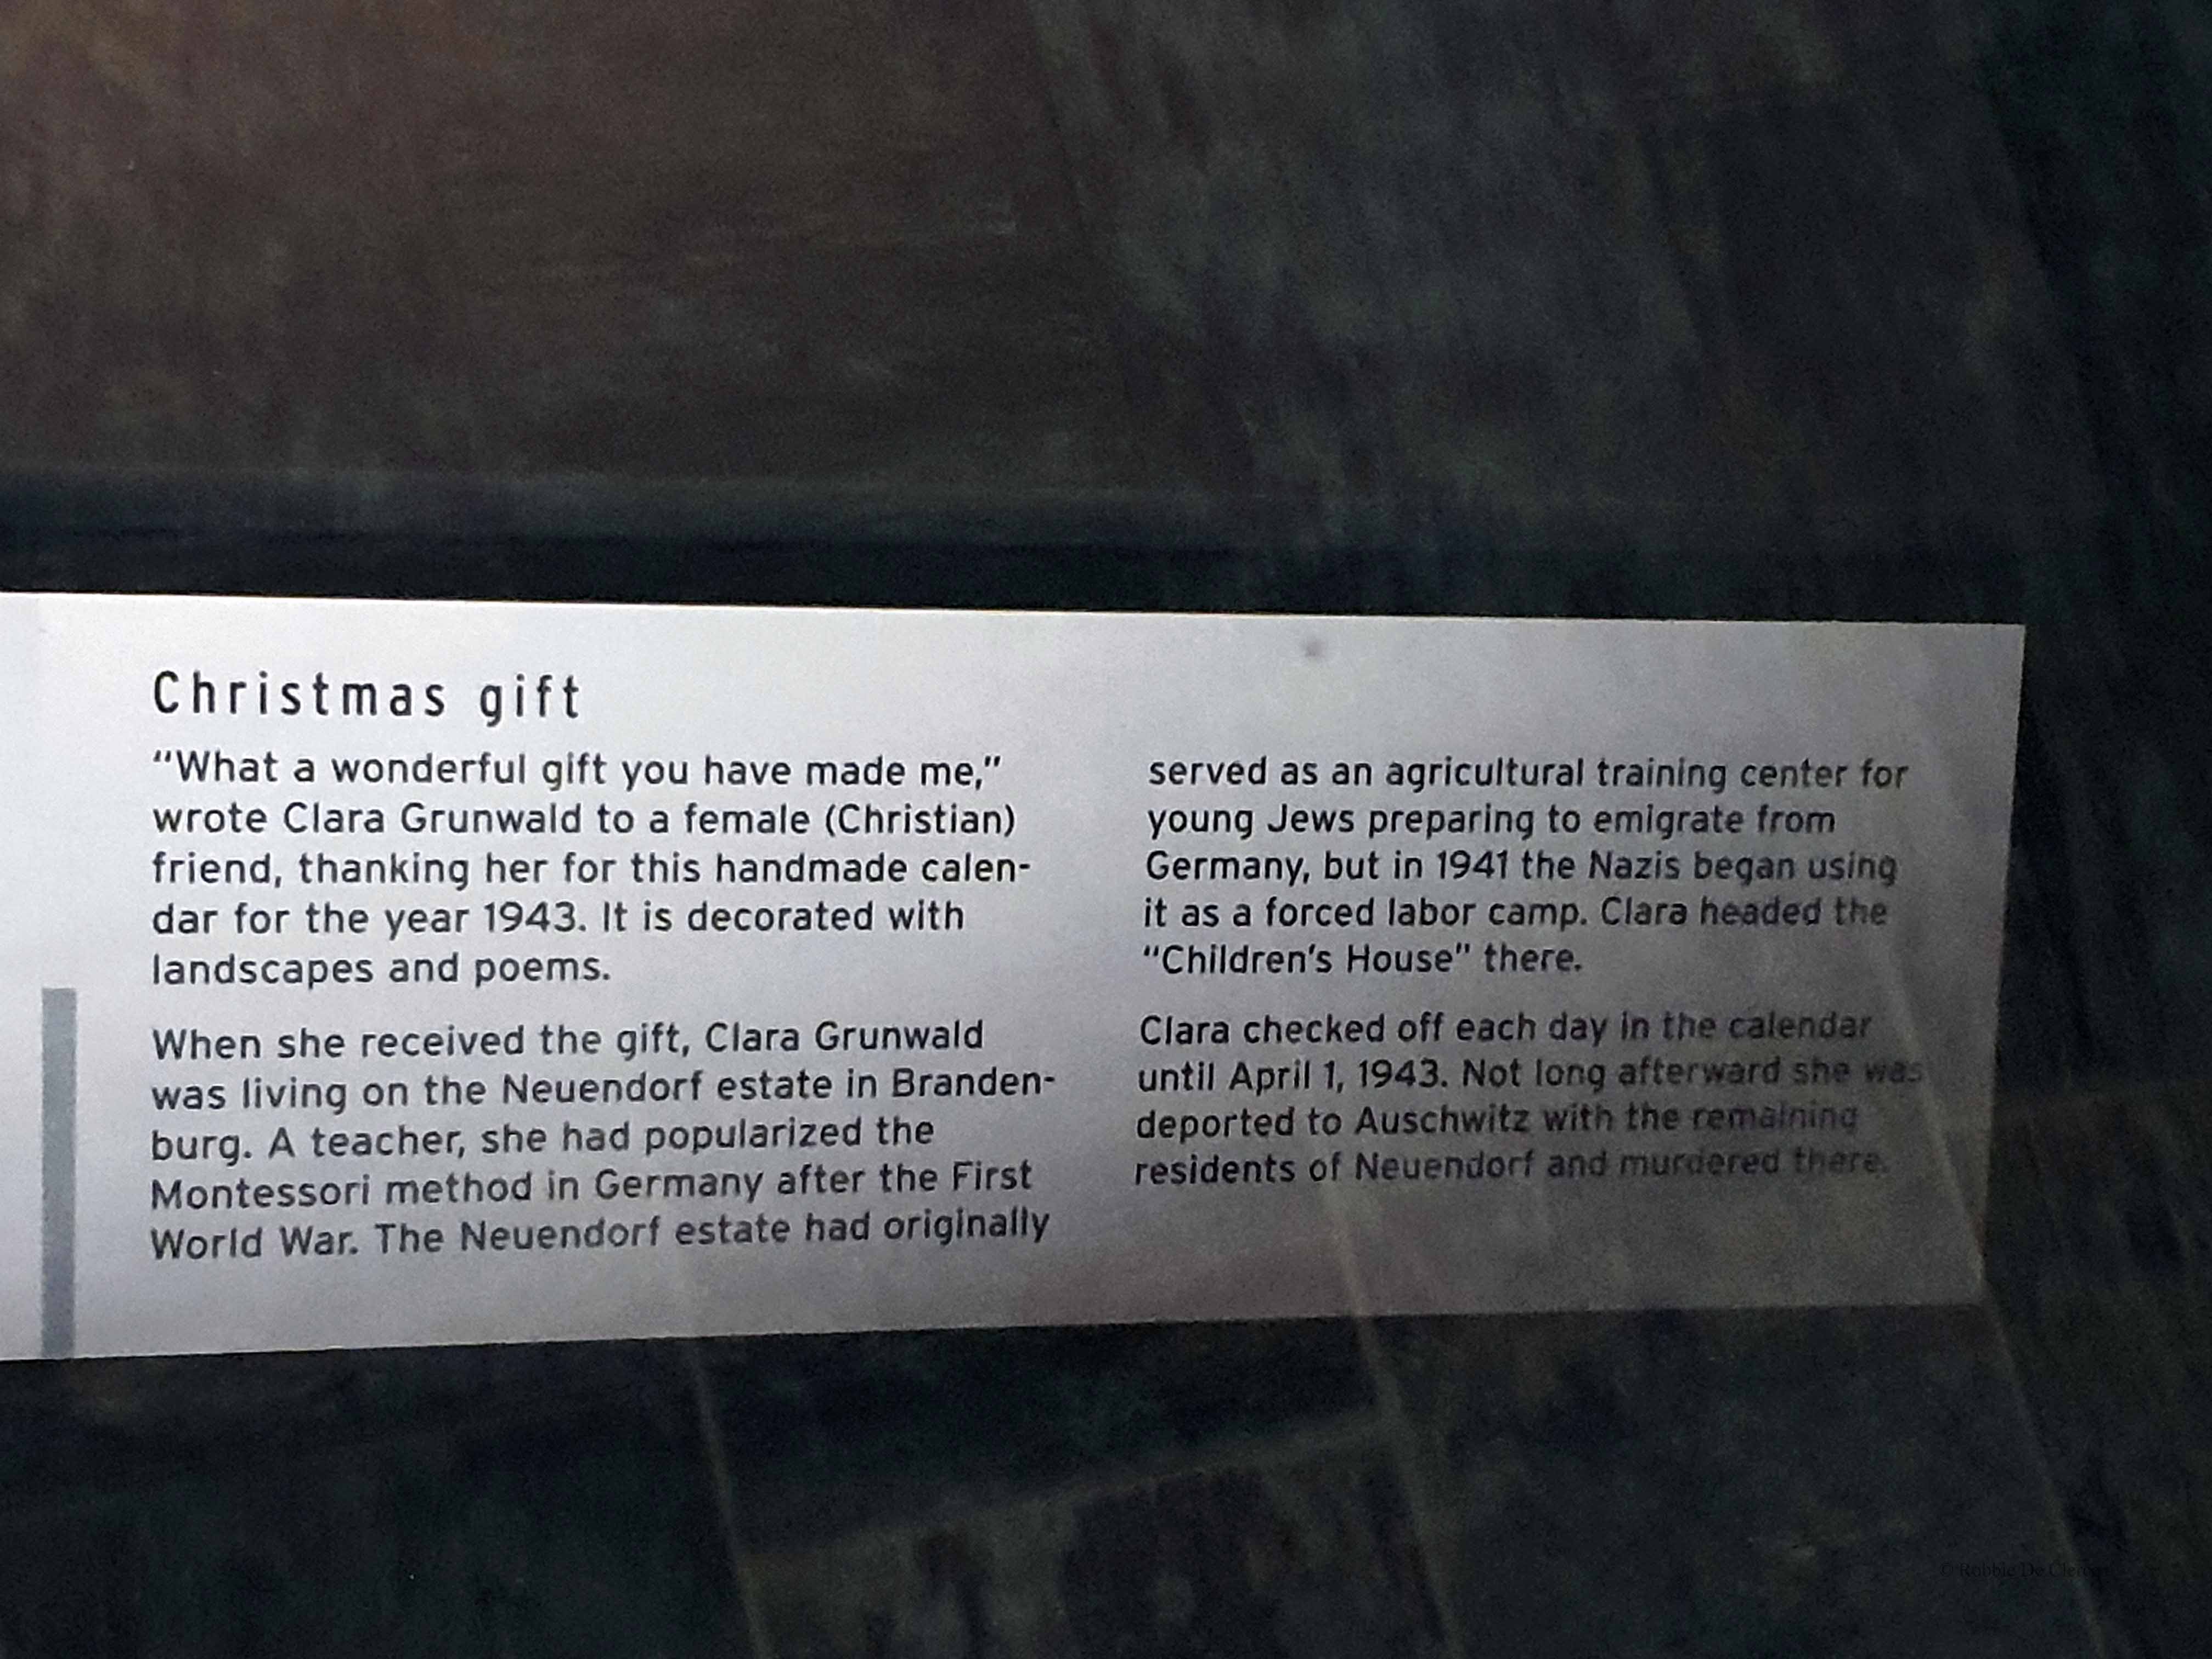 Christmas gift
“What a wonderful gift you have made me,”
wrote Clara Grunwald to a female (Christian)
friend, thanking her for this handmade calen-
dar for the year 1943. It is decorated with
landscapes and poems.
When she received the gift, Clara Grunwald
was living on the Neuendorf estate in Branden-
burg. A teacher, she had popularized the
Montessori method in Germany after the First
World War. The Neuendorf estate had originally
served as an agricultural training center for
young Jews preparing to emigrate from
Germany, but in 1941 the Nazis began using
it as a forced labor camp. Clara headed the
“Children’s House” there.
Clara checked off each day in the calendar
until April 1, 1943. Not long afterward she was
deported to Auschwitz with the remaining
residents of Neuendorf and murdered there.
© Robbie De Clerc